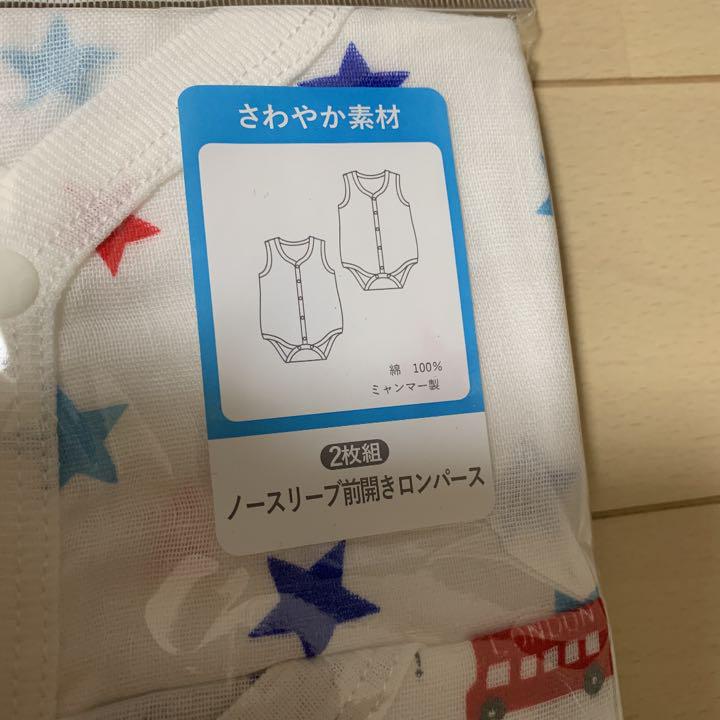 さわやか素材
綿 100%
ミャンマー製
2枚組
ノースリーブ前開きロンパース
LONDON